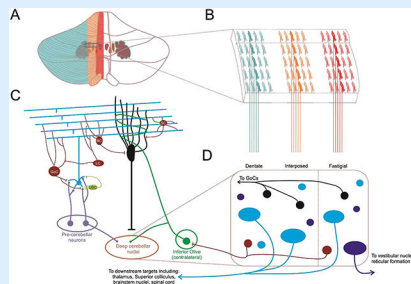 A
B
C
Dentate
Interposed
Fastigial
D
To GoCs
Pre-cerebellar
neurons
Deep cerebellar
nuclei
Inferior Olive
(contralateral)
To vestibular nuclei
reticular formation
To downstream targets including:
thalamus, Superior colliculus,
brainstem nuclei, spinal cord